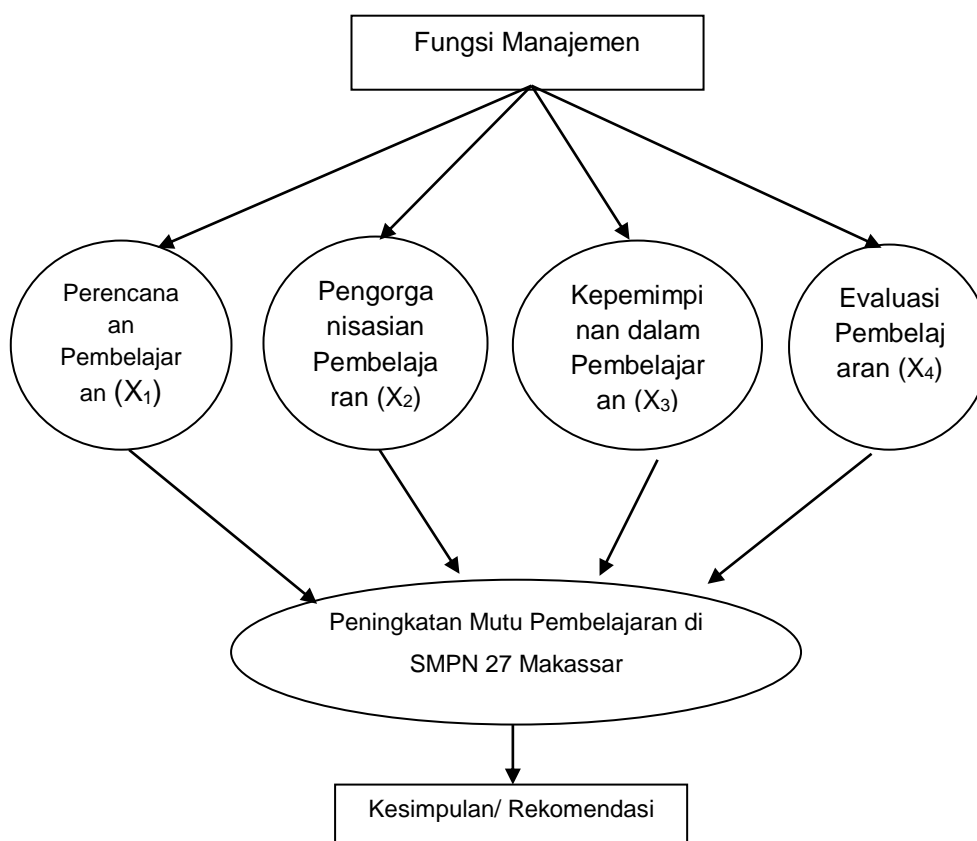 Fungsi Manajemen
Perencana
an
Pembelajar
an (X₁)
Pengorga
nisasian
Pembelaja
ran (X₂)
Kepemimpi
nan dalam
Pembelajar
an (X₃)
Evaluasi
Pembelaj
aran (X₄)
Peningkatan Mutu Pembelajaran di
SMPN 27 Makassar
Kesimpulan/ Rekomendasi